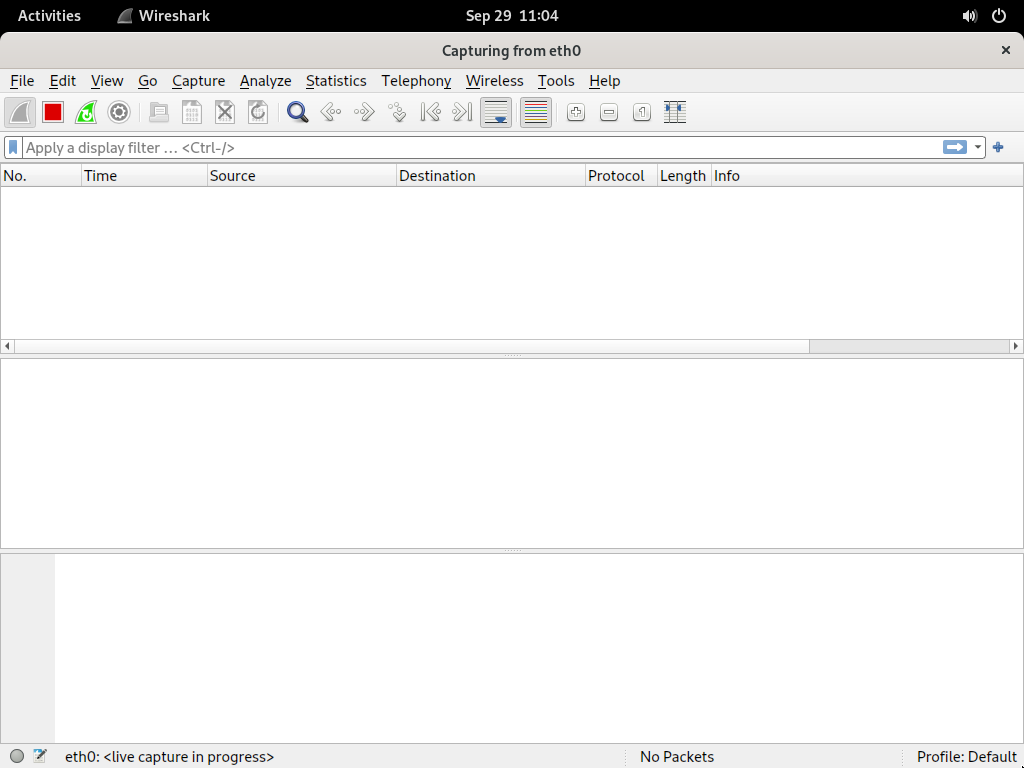 Activities Wireshark Sep 29 11:04
Capturing from eth0
File Edit View Go Capture Analyze Statistics Telephony Wireless Tools Help
Apply a display filter … <Ctrl-/>
No. Time Source Destination Protocol Length Info
eth0: <live capture in progress> No Packets Profile: Default